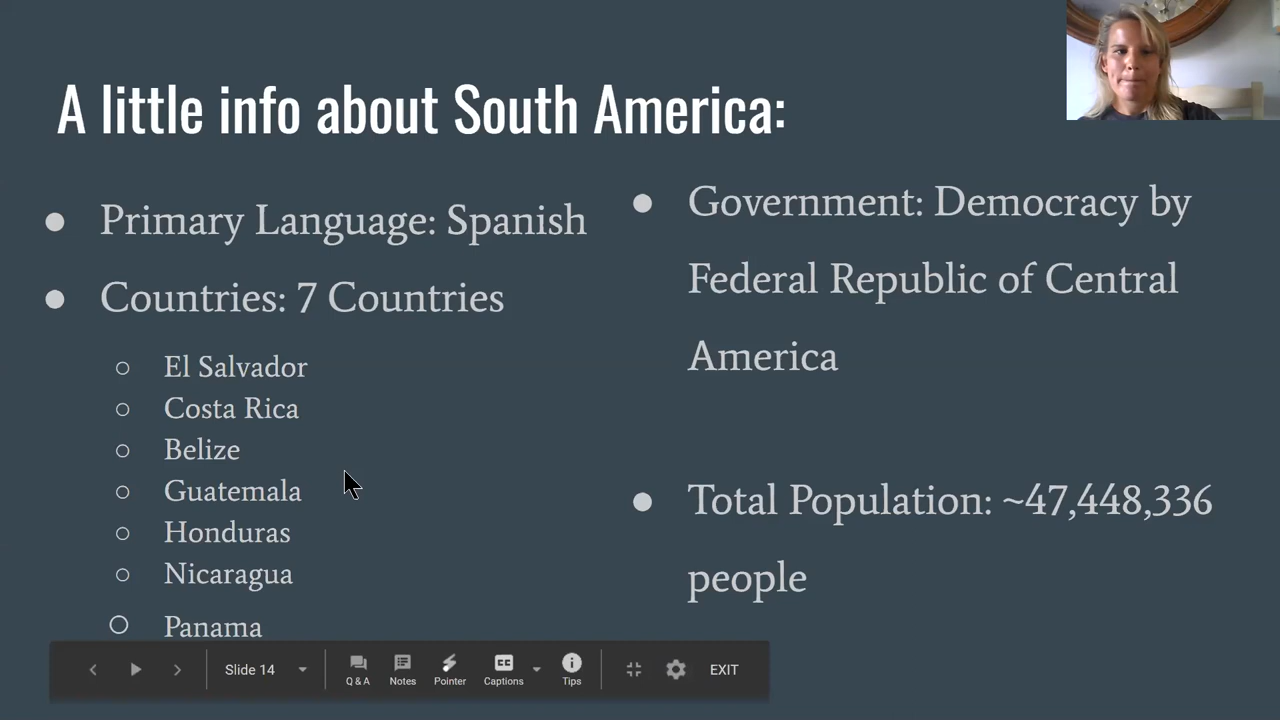 A little info about South America:
● Primary Language: Spanish
● Countries: 7 Countries
○ El Salvador
○ Costa Rica
○ Belize
○ Guatemala
○ Honduras
○ Nicaragua
○ Panama
● Government: Democracy by
Federal Republic of Central
America
● Total Population: ~47,448,336
people
Slide 14
Q & A
Notes
Pointer
CC
Captions
Tips
EXIT